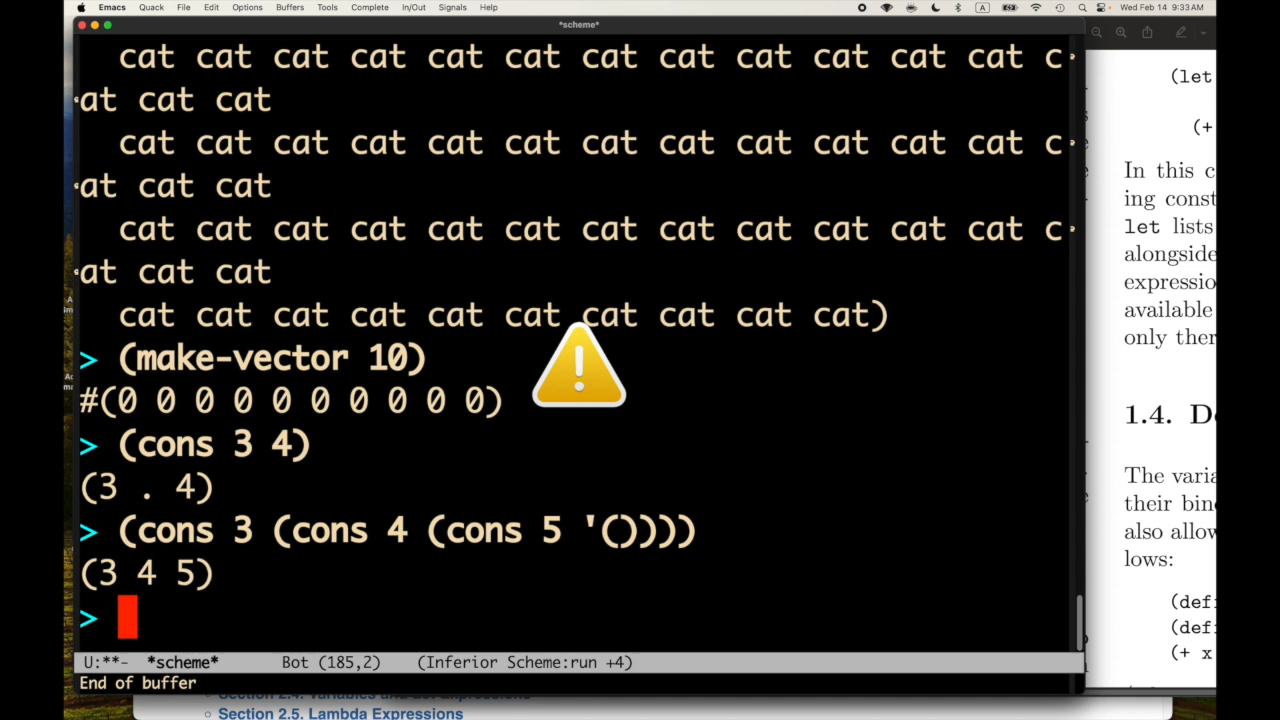 Emacs Quack File Edit Options Buffers Tools Complete In/Out Signals Help
A
Wed Feb 14 9:33 AM
*scheme*
cat cat cat cat cat cat cat cat cat cat cat cat c
at cat cat
cat cat cat cat cat cat cat cat cat cat cat cat c
at cat cat
cat cat cat cat cat cat cat cat cat cat cat cat c
at cat cat
cat cat cat cat cat cat cat cat cat cat)
> (make-vector 10)
#(0 0 0 0 0 0 0 0 0 0)
> (cons 3 4)
(3 . 4)
> (cons 3 (cons 4 (cons 5 '())))
(3 4 5)
>
U:**- *scheme* Bot (185,2) (Inferior Scheme:run +4)
End of buffer
(let
(+
In this c
ing const
let lists
alongside
expressio
available
only ther
1.4. D
The varia
their bin
also allow
lows:
(def
(def
(+ x
Section 2.5. Lambda Expressions